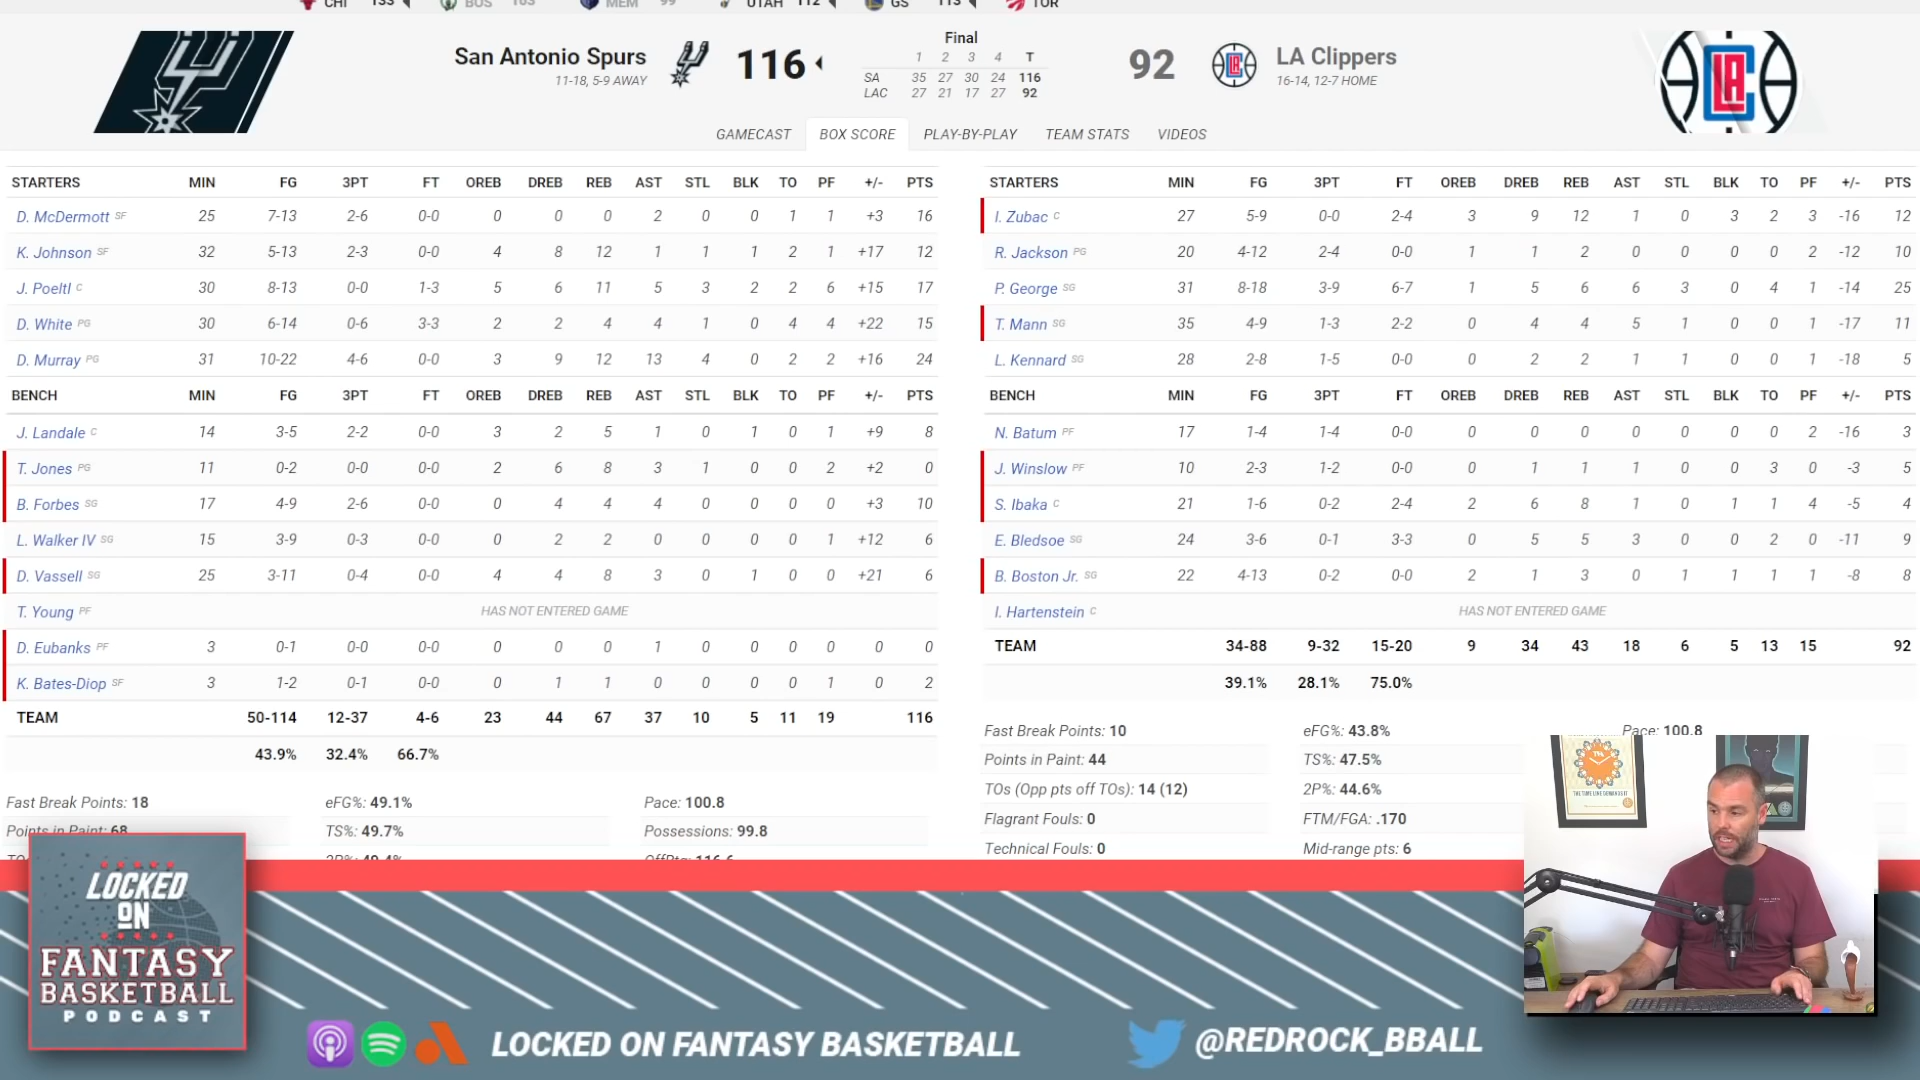 CHI 133 BOS 103 MEM 99 UTAH 112 GS 113 TOR
San Antonio Spurs 116 Final 92 LA Clippers
11-18, 5-9 AWAY 16-14, 12-7 HOME
1 2 3 4 T
SA 35 27 30 24 116
LAC 27 21 17 27 92
LA
GAMECAST BOX SCORE PLAY-BY-PLAY TEAM STATS VIDEOS
STARTERS MIN FG 3PT FT OREB DREB REB AST STL BLK TO PF +/- PTS
D. McDermott SF 25 7-13 2-6 0-0 0 0 0 2 0 0 1 1 +3 16
K. Johnson SF 32 5-13 2-3 0-0 4 8 12 1 1 1 2 1 +17 12
J. Poeltl C 30 8-13 0-0 1-3 5 6 11 5 3 2 2 6 +15 17
D. White PG 30 6-14 0-6 3-3 2 2 4 4 1 0 4 4 +22 15
D. Murray PG 31 10-22 4-6 0-0 3 9 12 13 4 0 2 2 +16 24
BENCH MIN FG 3PT FT OREB DREB REB AST STL BLK TO PF +/- PTS
J. Landale C 14 3-5 2-2 0-0 3 2 5 1 0 1 0 1 +9 8
T. Jones PG 11 0-2 0-0 0-0 2 6 8 3 1 0 0 2 +2 0
B. Forbes SG 17 4-9 2-6 0-0 0 4 4 4 0 0 0 0 +3 10
L. Walker IV SG 15 3-9 0-3 0-0 0 2 2 0 0 0 0 1 +12 6
D. Vassell SG 25 3-11 0-4 0-0 4 4 8 3 0 1 0 0 +21 6
T. Young PF HAS NOT ENTERED GAME
D. Eubanks PF 3 0-1 0-0 0-0 0 0 0 1 0 0 0 0 0 0
K. Bates-Diop SF 3 1-2 0-1 0-0 0 1 1 0 0 0 0 1 0 2
TEAM 50-114 12-37 4-6 23 44 67 37 10 5 11 19 116
43.9% 32.4% 66.7%
Fast Break Points: 18 eFG%: 49.1% Pace: 100.8
Points in Paint: 68 TS%: 49.7% Possessions: 99.8
2P%: 49.4% OffRtg: 116.6
STARTERS MIN FG 3PT FT OREB DREB REB AST STL BLK TO PF +/- PTS
I. Zubac C 27 5-9 0-0 2-4 3 9 12 1 0 3 2 3 -16 12
R. Jackson PG 20 4-12 2-4 0-0 1 1 2 0 0 0 0 2 -12 10
P. George SG 31 8-18 3-9 6-7 1 5 6 6 3 0 4 1 -14 25
T. Mann SG 35 4-9 1-3 2-2 0 4 4 5 1 0 0 1 -17 11
L. Kennard SG 28 2-8 1-5 0-0 0 2 2 1 1 0 0 1 -18 5
BENCH MIN FG 3PT FT OREB DREB REB AST STL BLK TO PF +/- PTS
N. Batum PF 17 1-4 1-4 0-0 0 0 0 0 0 0 0 2 -16 3
J. Winslow PF 10 2-3 1-2 0-0 0 1 1 1 0 0 3 0 -3 5
S. Ibaka C 21 1-6 0-2 2-4 2 6 8 1 0 1 1 4 -5 4
E. Bledsoe SG 24 3-6 0-1 3-3 0 5 5 3 0 0 2 0 -11 9
B. Boston Jr. SG 22 4-13 0-2 0-0 2 1 3 0 1 1 1 1 -8 8
I. Hartenstein C HAS NOT ENTERED GAME
TEAM 34-88 9-32 15-20 9 34 43 18 6 5 13 15 92
39.1% 28.1% 75.0%
Fast Break Points: 10 eFG%: 43.8% Pace: 100.8
Points in Paint: 44 TS%: 47.5%
TOs (Opp pts off TOs): 14 (12) 2P%: 44.6%
Flagrant Fouls: 0 FTM/FGA: .170
Technical Fouls: 0 Mid-range pts: 6
LOCKED
ON
FANTASY
BASKETBALL
PODCAST
LOCKED ON FANTASY BASKETBALL
@REDROCK_BBALL